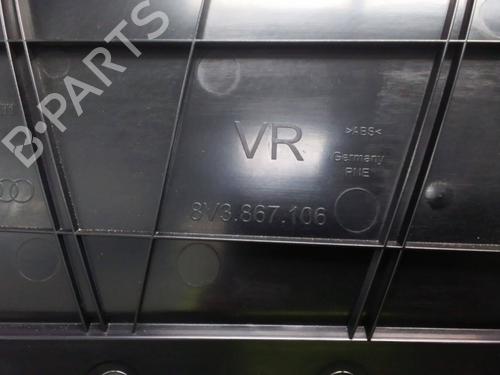 B-PARTS
VR
>ABS<
Germany
PNE
8V3.867.106